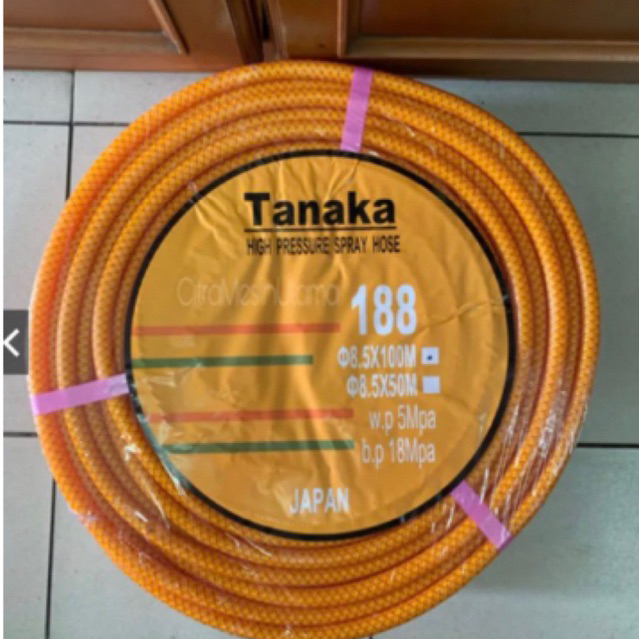 Tanaka
HIGH PRESSURE SPRAY HOSE
CitraMesinUtama
188
Φ8.5X100M
Φ8.5X50M
w.p 5Mpa
b.p 18Mpa
JAPAN